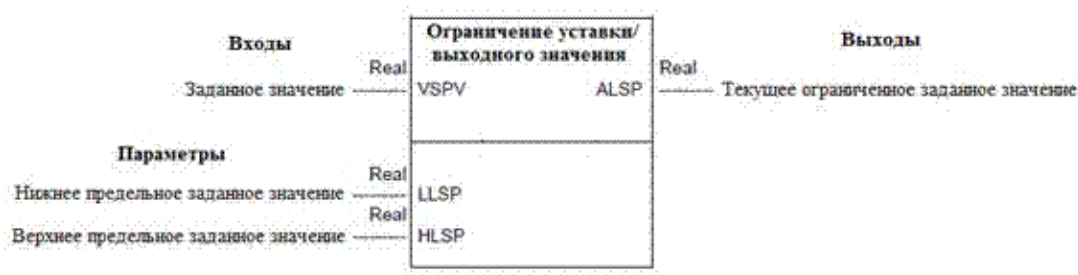 Входы
Ограничение уставки/
выходного значения
Выходы
Real
Real
Заданное значение
VSPV
ALSP
Текущее ограниченное заданное значение
Параметры
Real
Нижнее предельное заданное значение
LLSP
Real
Верхнее предельное заданное значение
HLSP